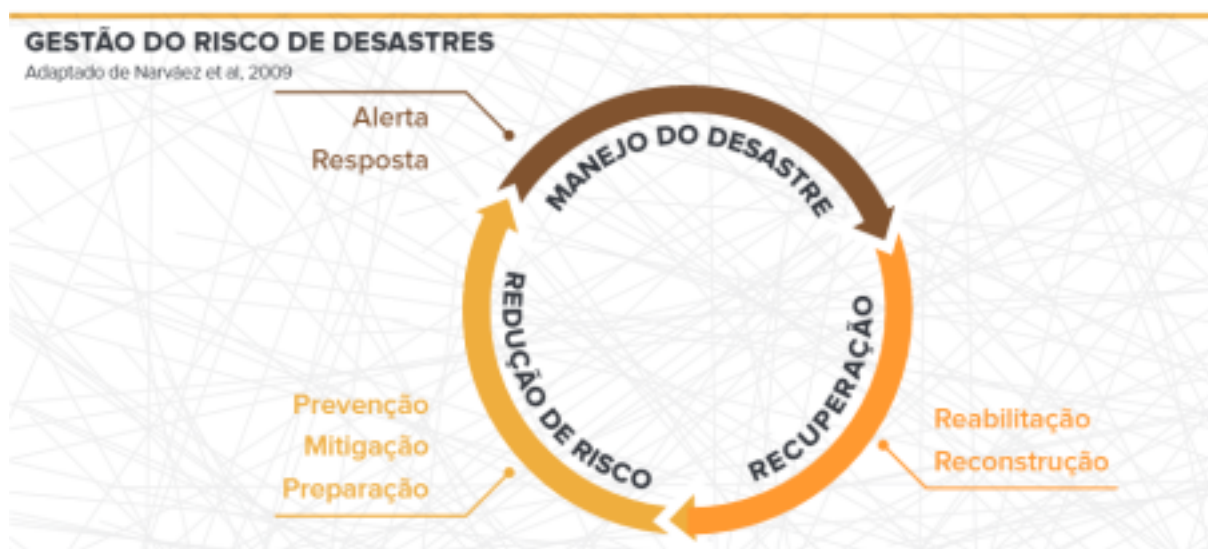 GESTÃO DO RISCO DE DESASTRES
Adaptado de Narváez et al, 2009
Alerta
Resposta
MANEJO DO DESASTRE
REDUÇÃO DE RISCO
RECUPERAÇÃO
Prevenção
Mitigação
Preparação
Reabilitação
Reconstrução